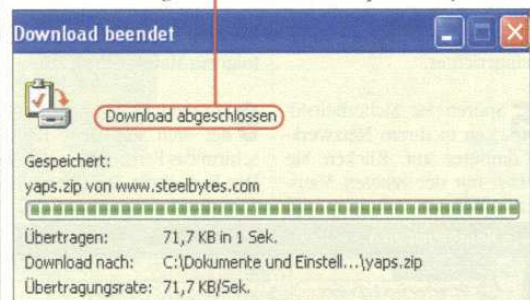 Download beendet
Download abgeschlossen
Gespeichert:
yaps.zip von www.steelbytes.com
Übertragen: 71,7 KB in 1 Sek.
Download nach: C:\Dokumente und Einstell...\yaps.zip
Übertragungsrate: 71,7 KB/Sek.